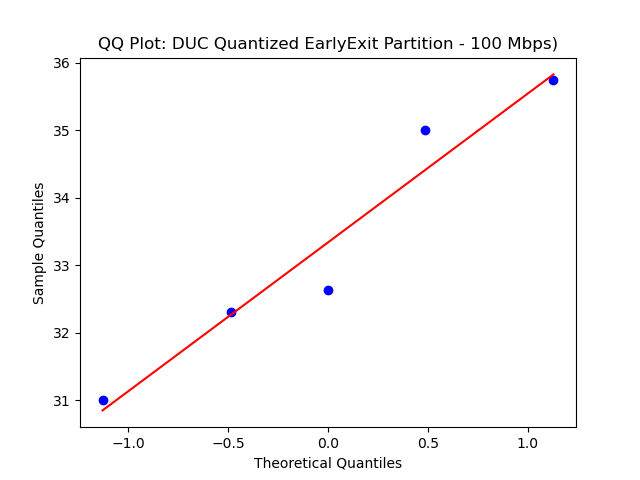 QQ Plot: DUC Quantized EarlyExit Partition - 100 Mbps)
36
35
34
33
32
31
Sample Quantiles
−1.0 −0.5 0.0 0.5 1.0
Theoretical Quantiles